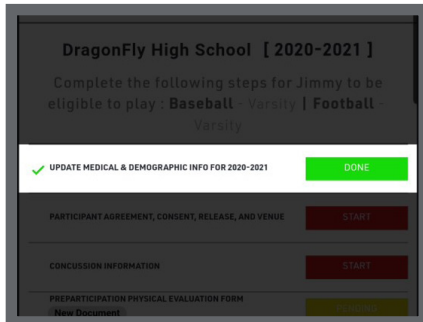 DragonFly High School [ 2020-2021 ]
Complete the following steps for Jimmy to be
eligible to play : Baseball - Varsity | Football -
Varsity
UPDATE MEDICAL & DEMOGRAPHIC INFO FOR 2020-2021 DONE
PARTICIPANT AGREEMENT, CONSENT, RELEASE, AND VENUE START
CONCUSSION INFORMATION START
PREPARTICIPATION PHYSICAL EVALUATION FORM
New Document PENDING